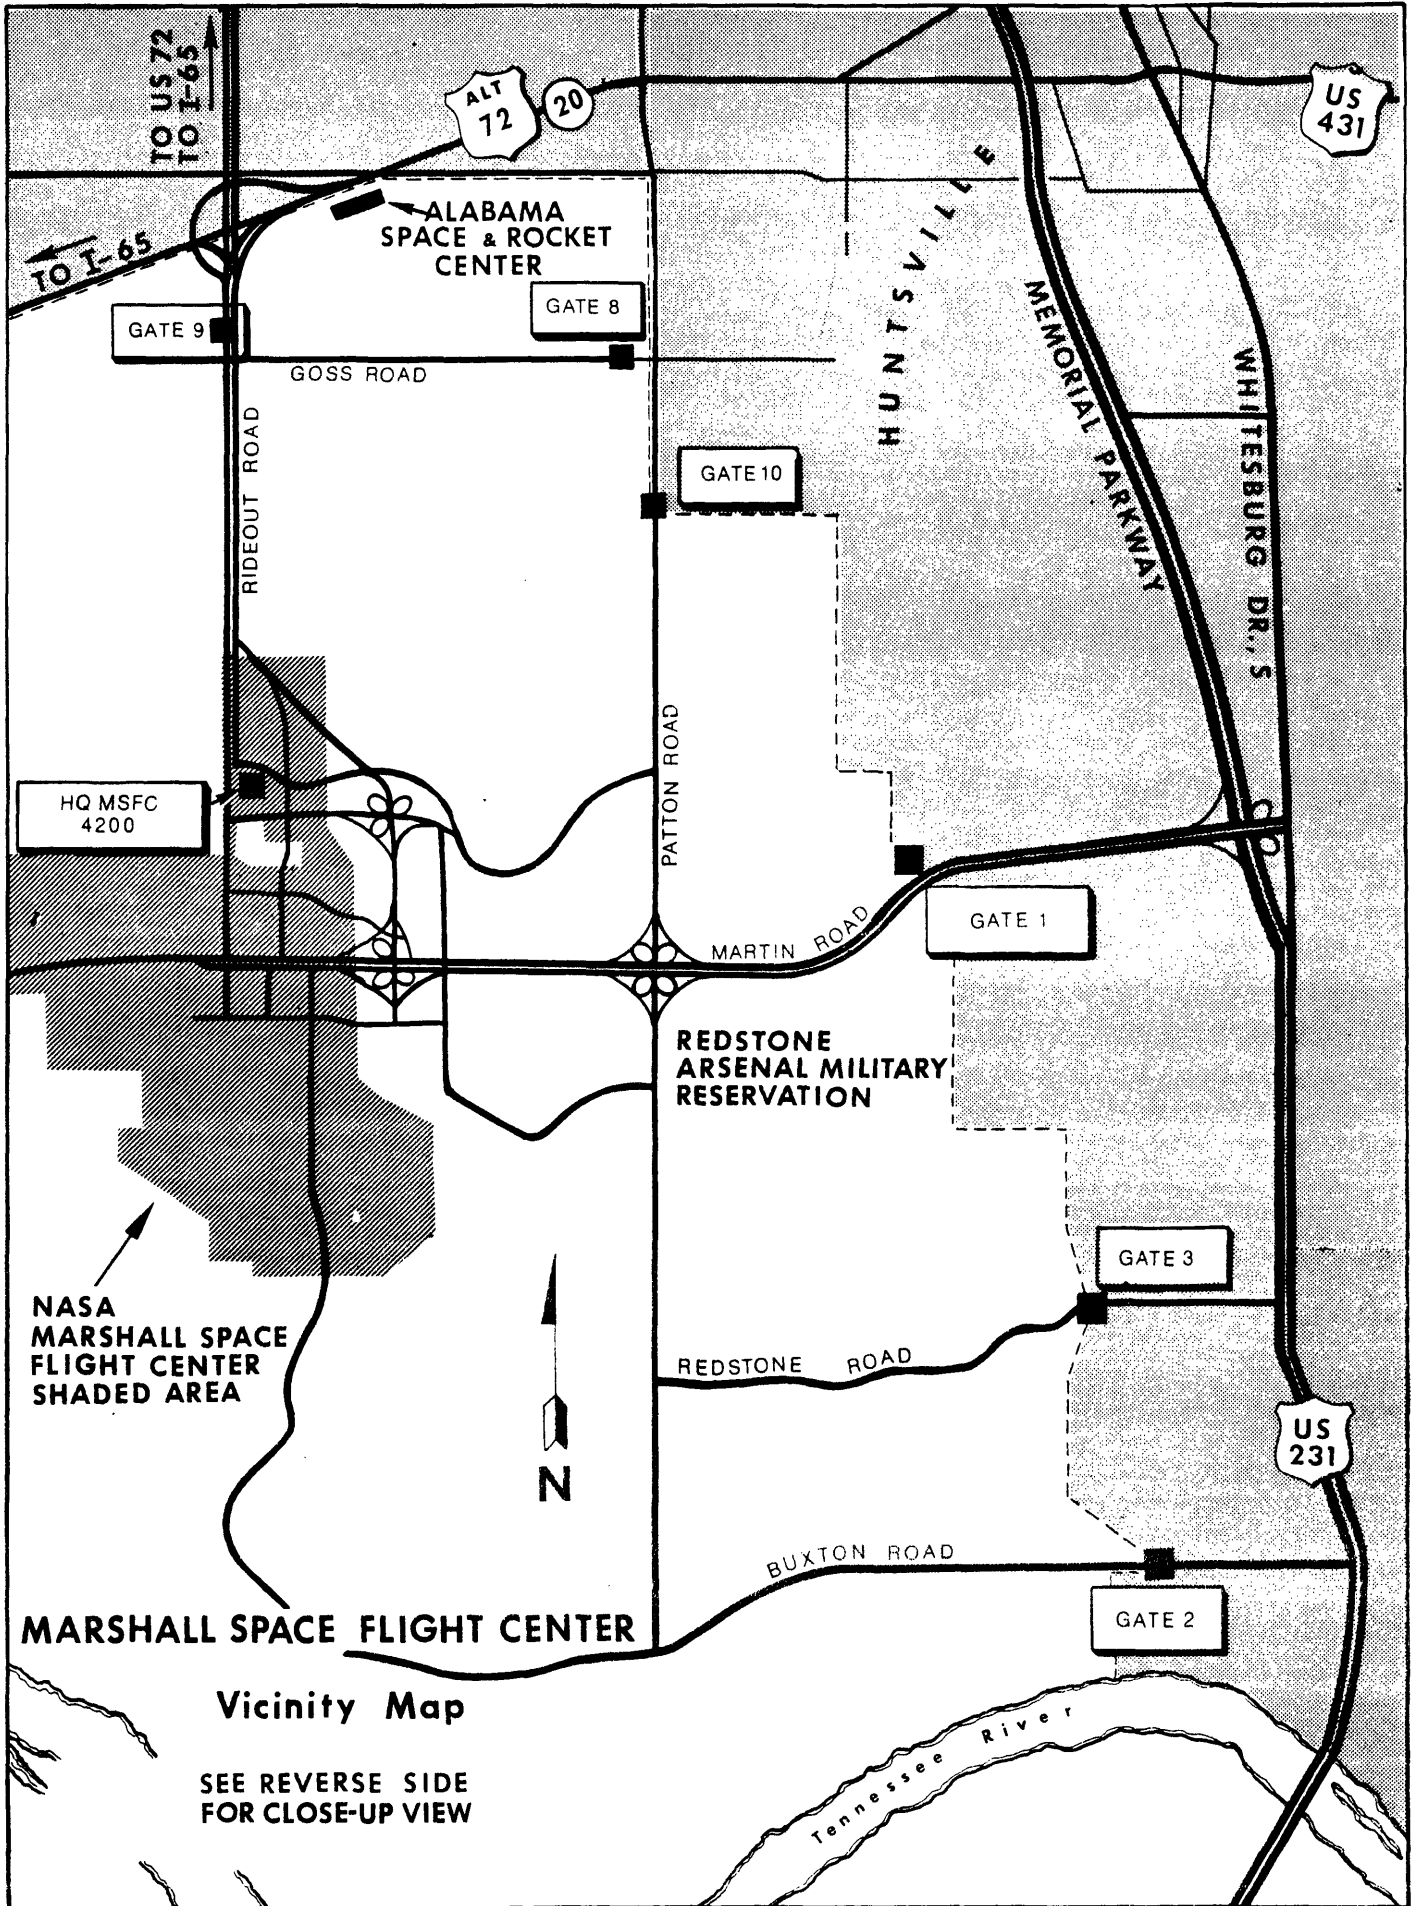 TO US 72
TO I-65
ALT
72
20
US
431
TO I-65
ALABAMA
SPACE & ROCKET
CENTER
HUNTSVILLE
GATE 9
GATE 8
GOSS ROAD
MEMORIAL PARKWAY
WHITESBURG DR., S
RIDEOUT ROAD
GATE 10
PATTON ROAD
HQ MSFC
4200
MARTIN ROAD
GATE 1
REDSTONE
ARSENAL MILITARY
RESERVATION
GATE 3
NASA
MARSHALL SPACE
FLIGHT CENTER
SHADED AREA
REDSTONE ROAD
US
231
N
BUXTON ROAD
GATE 2
MARSHALL SPACE FLIGHT CENTER
Vicinity Map
Tennessee River
SEE REVERSE SIDE
FOR CLOSE-UP VIEW